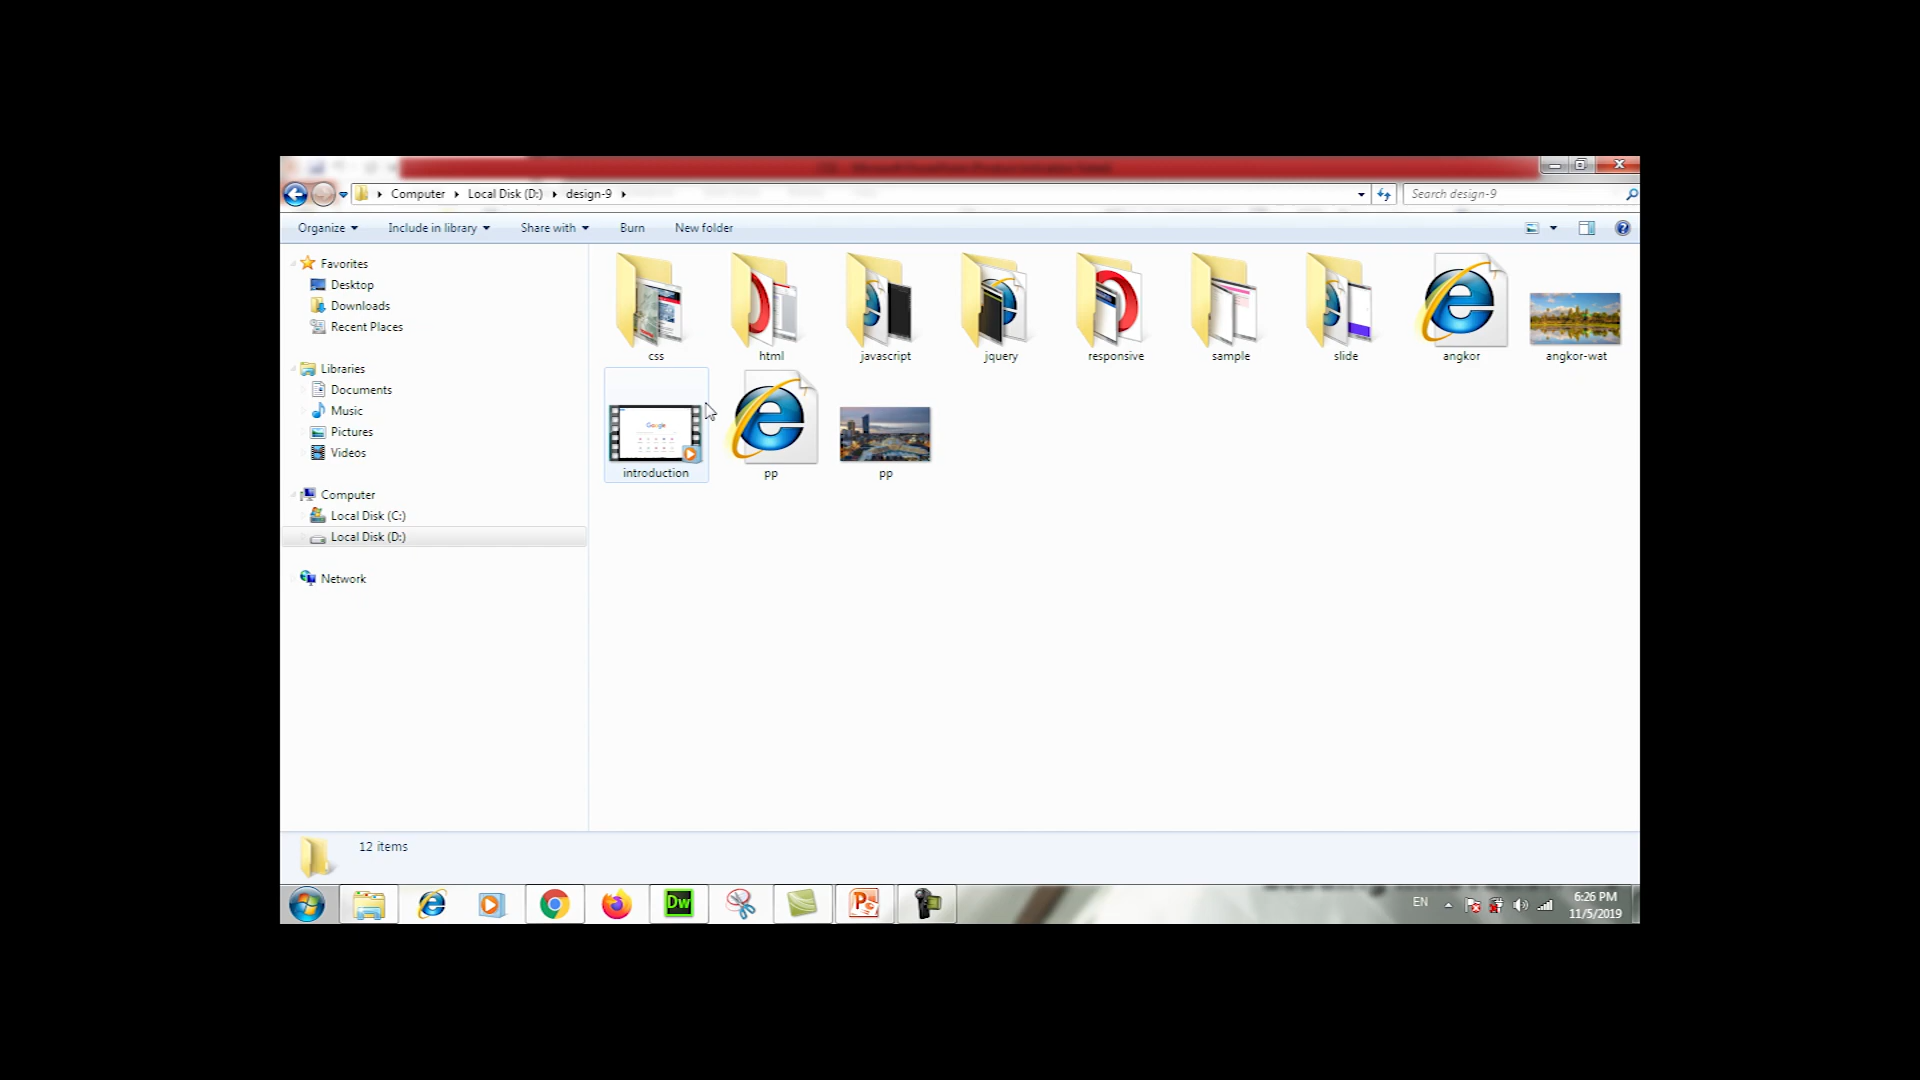 Computer Local Disk (D:) design-9 Search design-9
Organize Include in library Share with Burn New folder
Favorites
Desktop
Downloads
Recent Places
Libraries
Documents
Music
Pictures
Videos
Computer
Local Disk (C:)
Local Disk (D:)
Network
css html javascript jquery responsive sample slide angkor angkor-wat
Google
introduction pp pp
12 items
Dw
EN
6:26 PM
11/5/2019